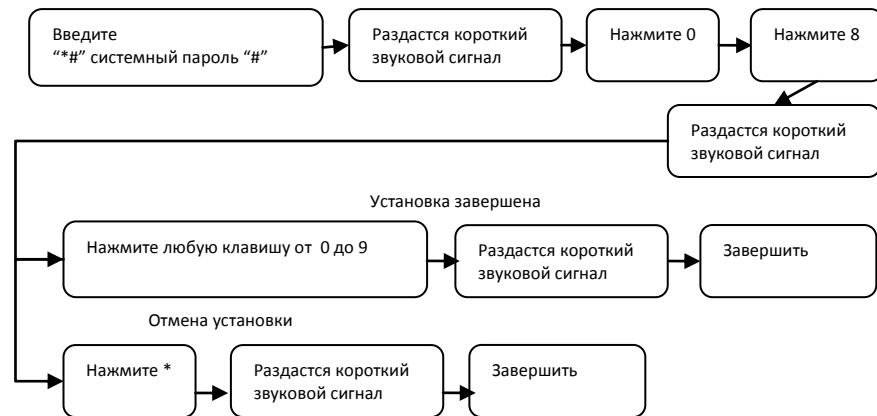 Введите
“*#” системный пароль “#”
Раздастся короткий
звуковой сигнал
Нажмите 0
Нажмите 8
Раздастся короткий
звуковой сигнал
Установка завершена
Нажмите любую клавишу от  0 до 9
Раздастся короткий
звуковой сигнал
Завершить
Отмена установки
Нажмите *
Раздастся короткий
звуковой сигнал
Завершить